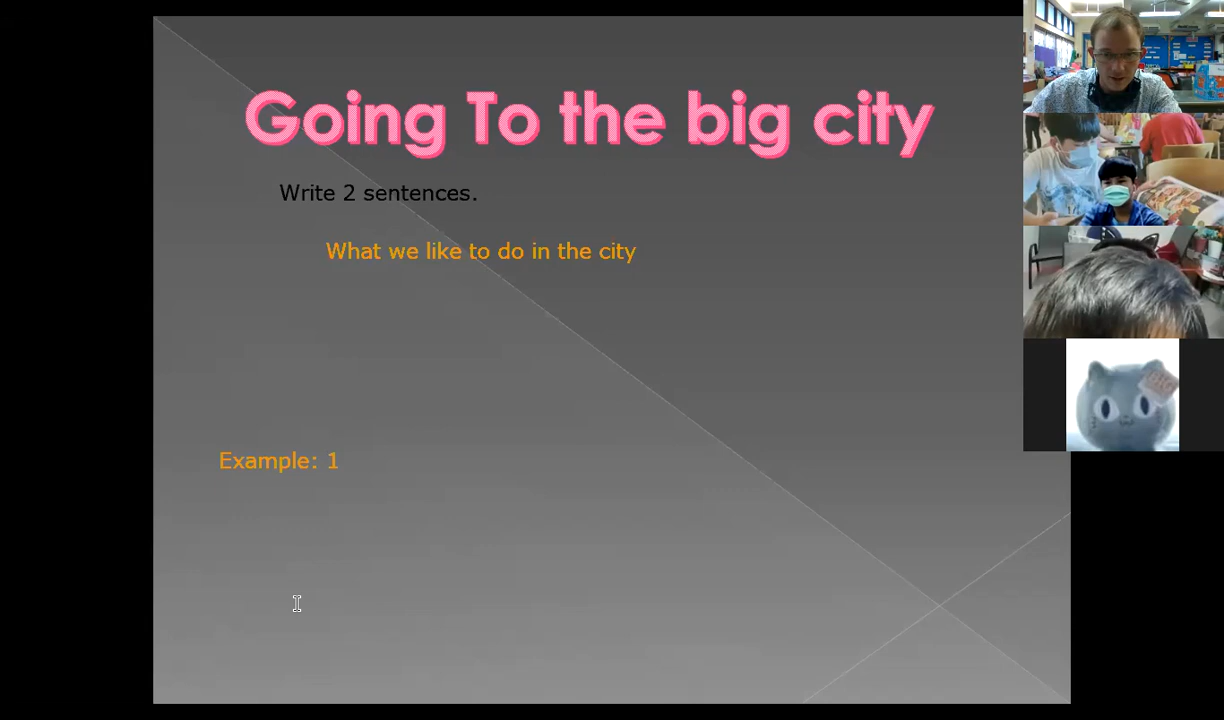 Going To the big city
Write 2 sentences.
What we like to do in the city
Example: 1